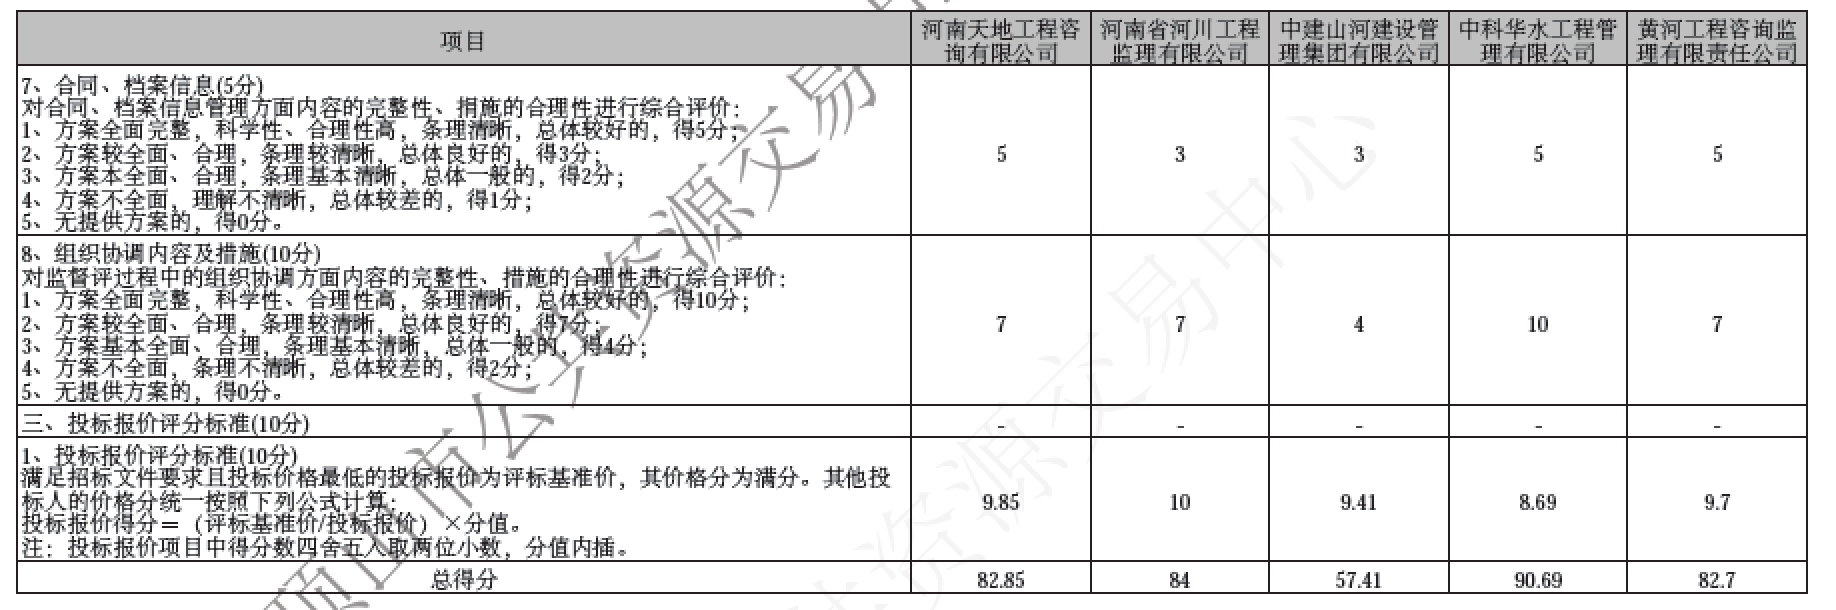 项目
河南天地工程咨
询有限公司
河南省河川工程
监理有限公司
中建山河建设管
理集团有限公司
中科华水工程管
理有限公司
黄河工程咨询监
理有限责任公司
7、合同、档案信息(5分)
对合同、档案信息管理方面内容的完整性、措施的合理性进行综合评价：
1、方案全面完整，科学性、合理性高，条理清晰，总体较好的，得5分；
2、方案较全面、合理，条理较清晰，总体良好的，得3分；
3、方案本全面、合理，条理基本清晰，总体一般的，得2分；
4、方案不全面，理解不清晰，总体较差的，得1分；
5、无提供方案的，得0分。
5
3
3
5
5
8、组织协调内容及措施(10分)
对监督评过程中的组织协调方面内容的完整性、措施的合理性进行综合评价：
1、方案全面完整，科学性、合理性高，条理清晰，总体较好的，得10分；
2、方案较全面、合理，条理较清晰，总体良好的，得7分；
3、方案基本全面、合理，条理基本清晰，总体一般的，得4分；
4、方案不全面，条理不清晰，总体较差的，得2分；
5、无提供方案的，得0分。
7
7
4
10
7
三、投标报价评分标准(10分)
-
-
-
-
-
1、投标报价评分标准(10分)
满足招标文件要求且投标价格最低的投标报价为评标基准价，其价格分为满分。其他投
标人的价格分统一按照下列公式计算：
投标报价得分＝（评标基准价/投标报价）×分值。
注：投标报价项目中得分数四舍五入取两位小数，分值内插。
9.85
10
9.41
8.69
9.7
总得分
82.85
84
57.41
90.69
82.7
顶山市公共资源交易中
共资源交易中心